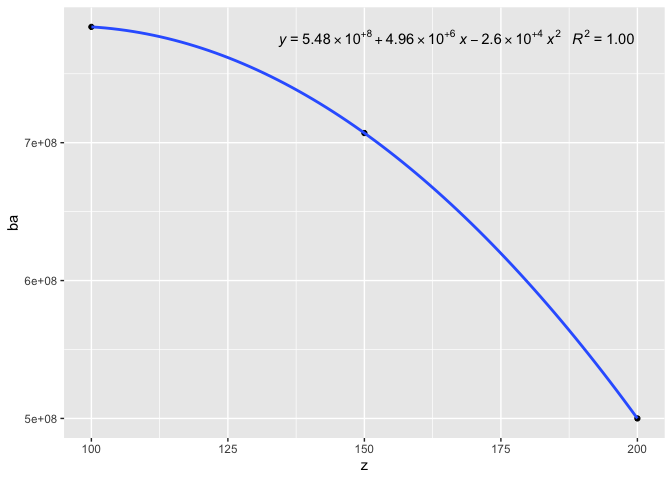 y = 5.48 × 10⁺⁸ + 4.96 × 10⁺⁶ x − 2.6 × 10⁺⁴ x²   R² = 1.00
7e+08
6e+08
5e+08
ba
100 125 150 175 200
z